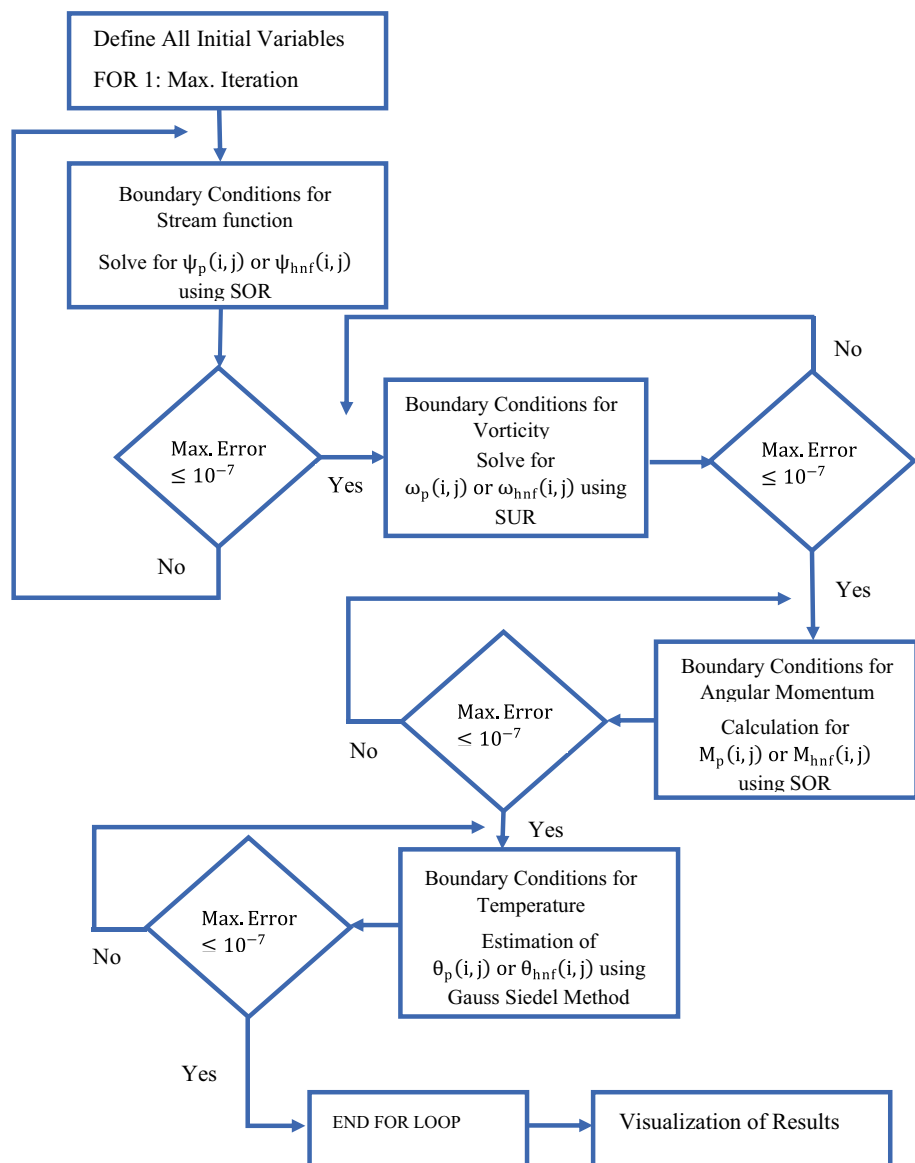 Define All Initial Variables
FOR 1: Max. Iteration
Boundary Conditions for
Stream function
Solve for ψₚ(i, j) or ψₕₙf(i, j)
using SOR
Max. Error
≤ 10⁻⁷
Yes
No
Boundary Conditions for
Vorticity
Solve for
ωₚ(i, j) or ωₕₙf(i, j) using
SUR
Max. Error
≤ 10⁻⁷
No
Yes
Boundary Conditions for
Angular Momentum
Calculation for
Mₚ(i, j) or Mₕₙf(i, j)
using SOR
Max. Error
≤ 10⁻⁷
No
Yes
Boundary Conditions for
Temperature
Estimation of
θₚ(i, j) or θₕₙf(i, j) using
Gauss Siedel Method
Max. Error
≤ 10⁻⁷
No
Yes
END FOR LOOP
Visualization of Results